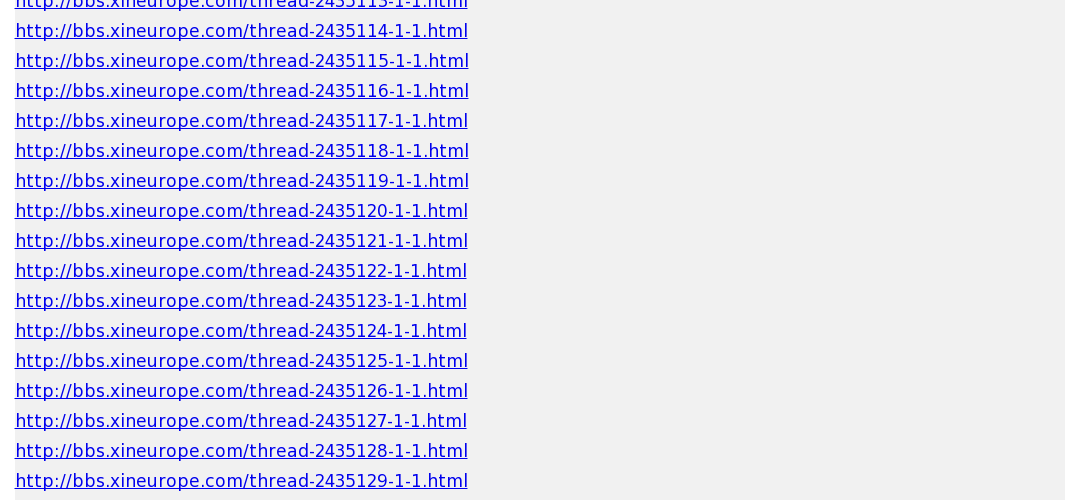 http://bbs.xineurope.com/thread-2435113-1-1.html
http://bbs.xineurope.com/thread-2435114-1-1.html
http://bbs.xineurope.com/thread-2435115-1-1.html
http://bbs.xineurope.com/thread-2435116-1-1.html
http://bbs.xineurope.com/thread-2435117-1-1.html
http://bbs.xineurope.com/thread-2435118-1-1.html
http://bbs.xineurope.com/thread-2435119-1-1.html
http://bbs.xineurope.com/thread-2435120-1-1.html
http://bbs.xineurope.com/thread-2435121-1-1.html
http://bbs.xineurope.com/thread-2435122-1-1.html
http://bbs.xineurope.com/thread-2435123-1-1.html
http://bbs.xineurope.com/thread-2435124-1-1.html
http://bbs.xineurope.com/thread-2435125-1-1.html
http://bbs.xineurope.com/thread-2435126-1-1.html
http://bbs.xineurope.com/thread-2435127-1-1.html
http://bbs.xineurope.com/thread-2435128-1-1.html
http://bbs.xineurope.com/thread-2435129-1-1.html